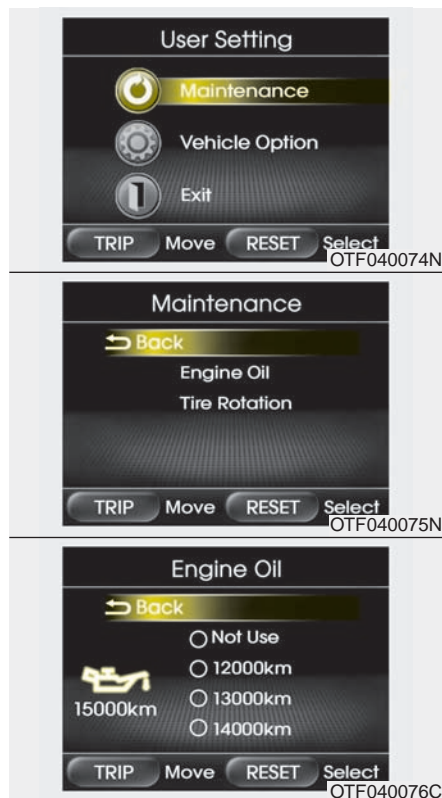 User Setting
Maintenance
Vehicle Option
Exit
TRIP Move RESET Select
OTF040074N
Maintenance
Back
Engine Oil
Tire Rotation
TRIP Move RESET Select
OTF040075N
Engine Oil
Back
Not Use
12000km
15000km
13000km
14000km
TRIP Move RESET Select
OTF040076C